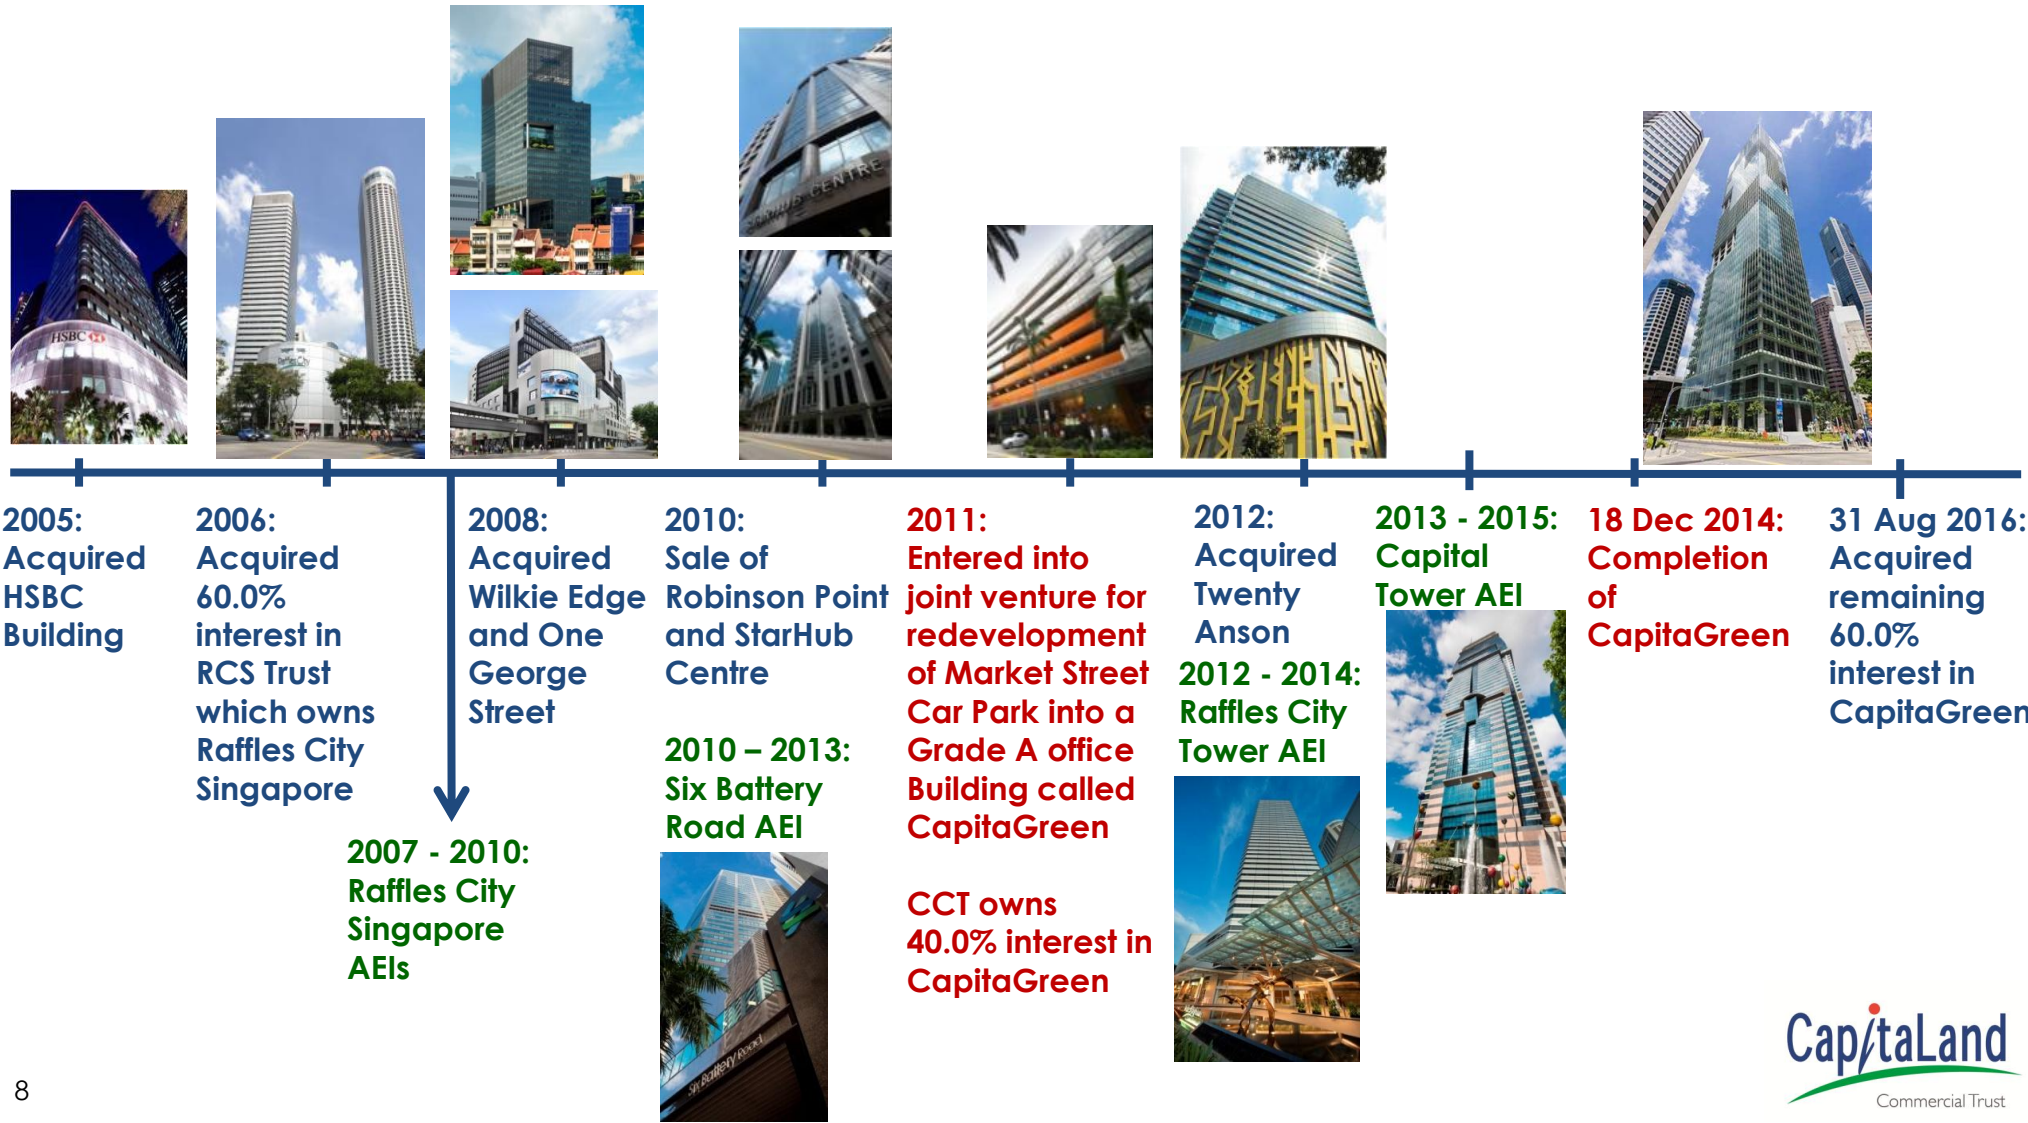 HSBC
Raffles City
STARHUB CENTRE
2005:
Acquired
HSBC
Building
2006:
Acquired
60.0%
interest in
RCS Trust
which owns
Raffles City
Singapore
2007 - 2010:
Raffles City
Singapore
AEIs
2008:
Acquired
Wilkie Edge
and One
George
Street
2010:
Sale of
Robinson Point
and StarHub
Centre
2010 – 2013:
Six Battery
Road AEI
Six Battery Road
2011:
Entered into
joint venture for
redevelopment
of Market Street
Car Park into a
Grade A office
Building called
CapitaGreen
CCT owns
40.0% interest in
CapitaGreen
2012:
Acquired
Twenty
Anson
2012 - 2014:
Raffles City
Tower AEI
2013 - 2015:
Capital
Tower AEI
18 Dec 2014:
Completion
of
CapitaGreen
31 Aug 2016:
Acquired
remaining
60.0%
interest in
CapitaGreen
8
CapitaLand
Commercial Trust